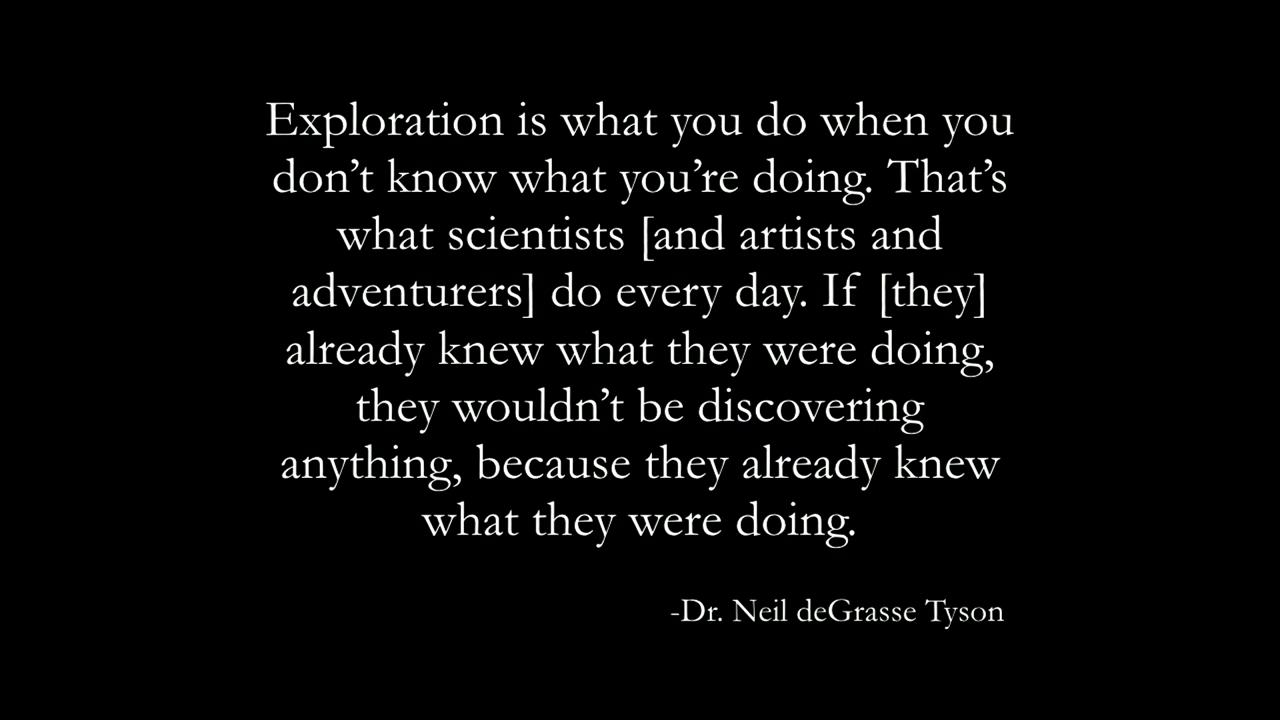 Exploration is what you do when you
don’t know what you’re doing. That’s
what scientists [and artists and
adventurers] do every day. If [they]
already knew what they were doing,
they wouldn’t be discovering
anything, because they already knew
what they were doing.
-Dr. Neil deGrasse Tyson